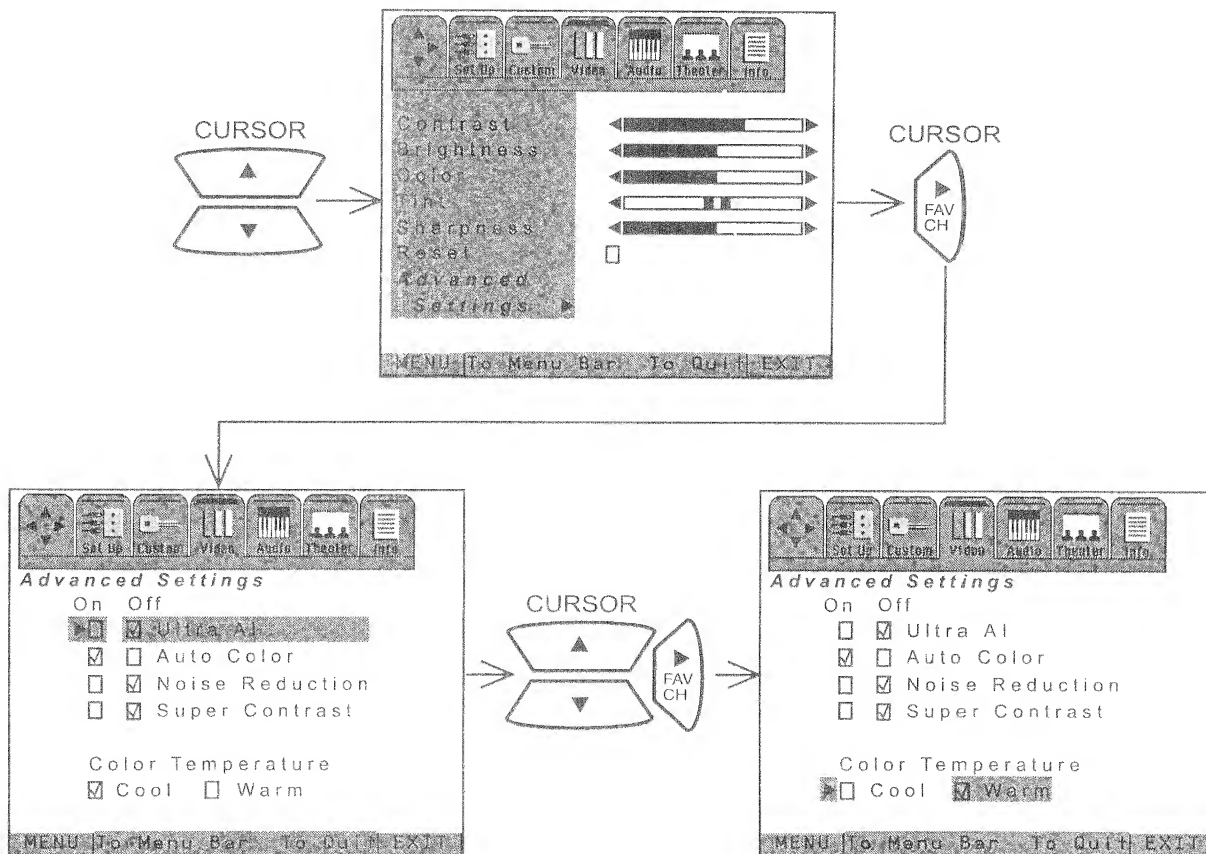 Set Up Custom Video Audio Theater Info
CURSOR
Contrast
Brightness
Color
Tint
Sharpness
Reset
Advanced
Settings
MENU To Menu Bar To Quit EXIT
CURSOR
FAV
CH
Set Up Custom Video Audio Theater Info
Advanced Settings
On Off
Ultra AI
Auto Color
Noise Reduction
Super Contrast
Color Temperature
Cool Warm
MENU To Menu Bar To Quit EXIT
CURSOR
FAV
CH
Set Up Custom Video Audio Theater Info
Advanced Settings
On Off
Ultra AI
Auto Color
Noise Reduction
Super Contrast
Color Temperature
Cool Warm
MENU To Menu Bar To Quit EXIT